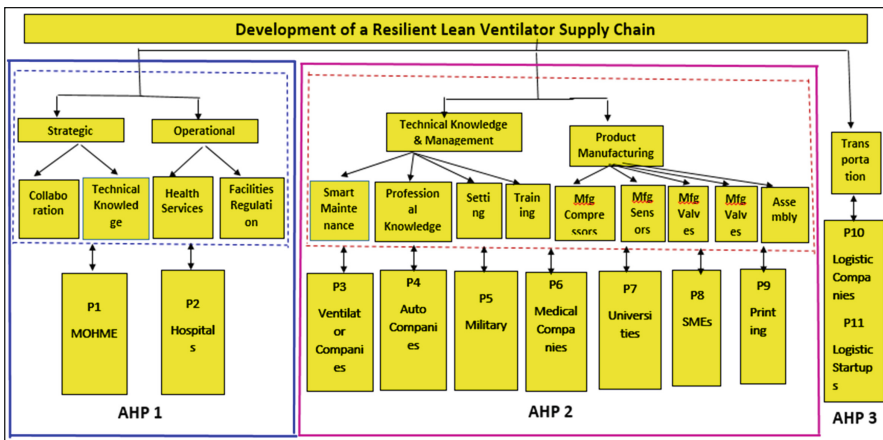 Development of a Resilient Lean Ventilator Supply Chain
Strategic
Operational
Collabo
ration
Technical
Knowled
ge
Health
Services
Facilities
Regulati
on
P1
MOHME
P2
Hospital
s
AHP 1
Technical Knowledge
& Management
Product
Manufacturing
Smart
Mainte
nance
Profession
al
Knowledge
Setti
ng
Train
ing
Mfg
Compre
ssors
Mfg
Sens
ors
Mfg
Valv
es
Mfg
Valv
es
Asse
mbly
P3
Ventilat
or
Compani
es
P4
Auto
Compani
es
P5
Military
P6
Medical
Compa
nies
P7
Universi
ties
P8
SMEs
P9
Print
ing
AHP 2
Trans
porta
tion
P10
Logistic
Compa
nies
P11
Logistic
Startup
s
AHP 3